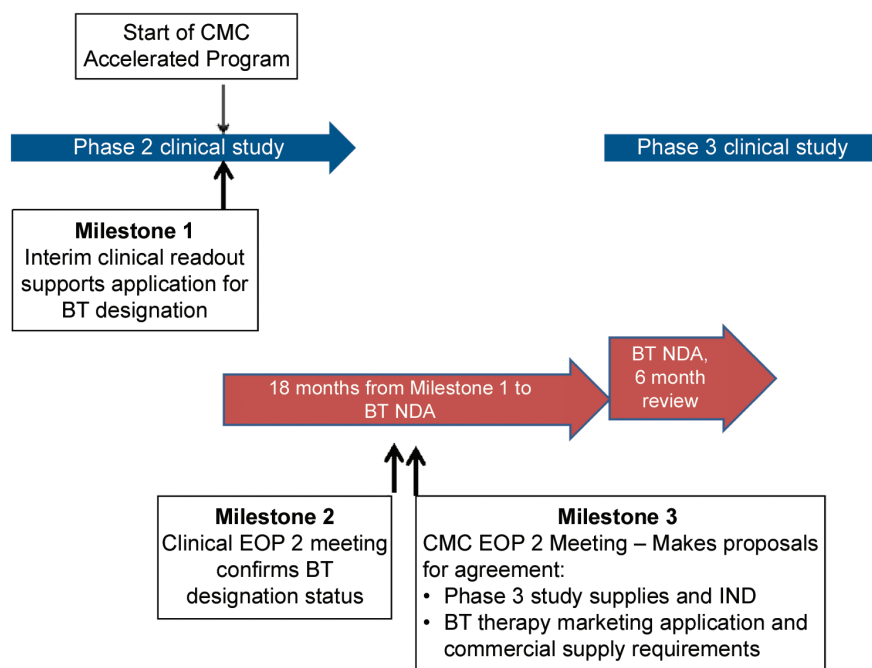 Start of CMC
Accelerated Program
Phase 2 clinical study
Phase 3 clinical study
Milestone 1
Interim clinical readout
supports application for
BT designation
18 months from Milestone 1 to
BT NDA
BT NDA,
6 month
review
Milestone 2
Clinical EOP 2 meeting
confirms BT
designation status
Milestone 3
CMC EOP 2 Meeting – Makes proposals
for agreement:
• Phase 3 study supplies and IND
• BT therapy marketing application and
commercial supply requirements